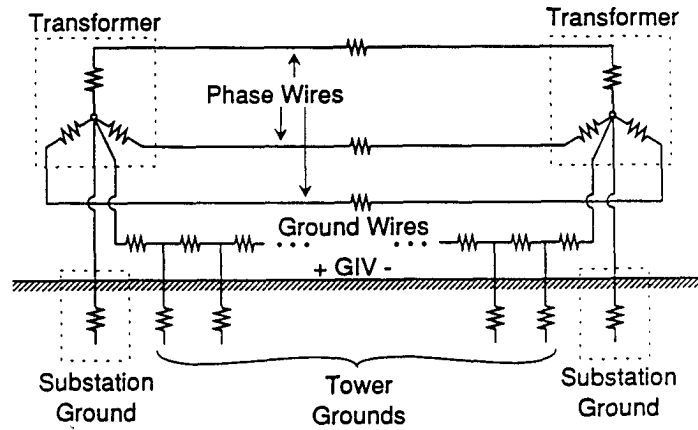 Transformer
Transformer
Phase Wires
Ground Wires
+ GIV -
Substation
Ground
Tower
Grounds
Substation
Ground